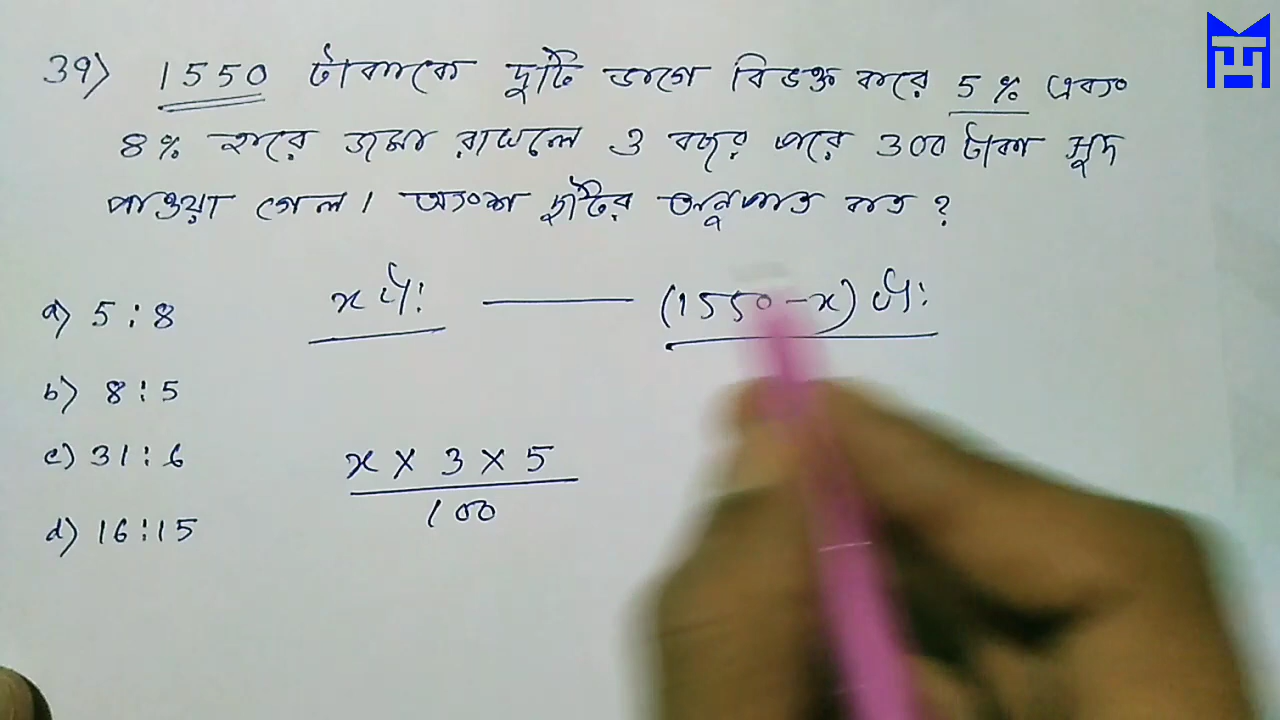 39) 1550 টাকাকে দুটি ভাগে বিভক্ত করে 5% এবং
8% হারে জমা রাখলে 3 বছর পরে 300 টাকা সুদ
পাওয়া গেল। অংশ দুটির অনুপাত কত ?
a) 5:8
x টা: (1550-x) টা:
b) 8:5
c) 31:6
x × 3 × 5
100
d) 16:15